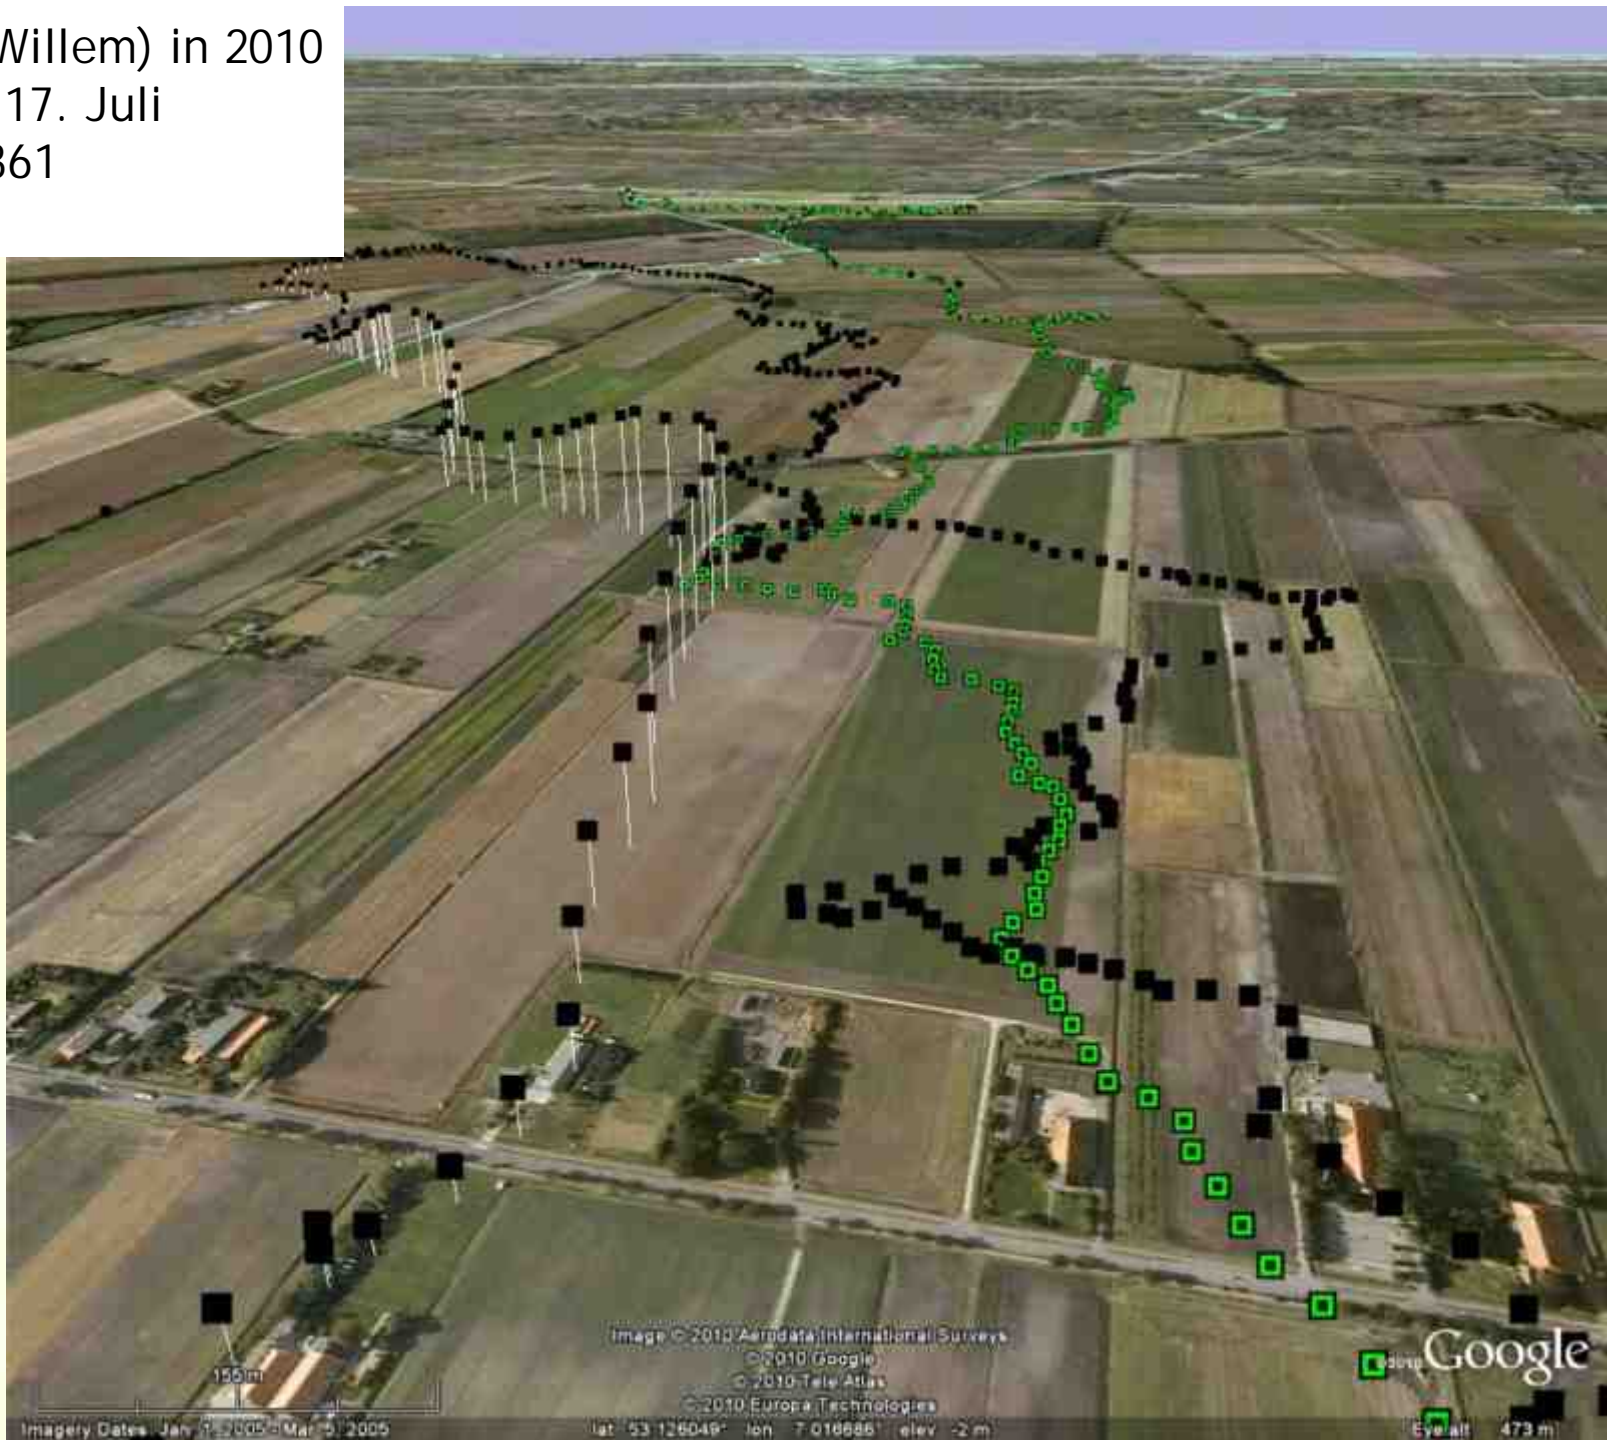 Willem) in 2010
17. Juli
361
Image © 2010 Aerodata International Surveys
© 2010 Google
© 2010 Tele Atlas
© 2010 Europa Technologies
Google
155 m
Imagery Dates: Jan 1, 2005 - Mar 5, 2005
lat 53.126049° lon 7.016686° elev -2 m
Eye alt 473 m